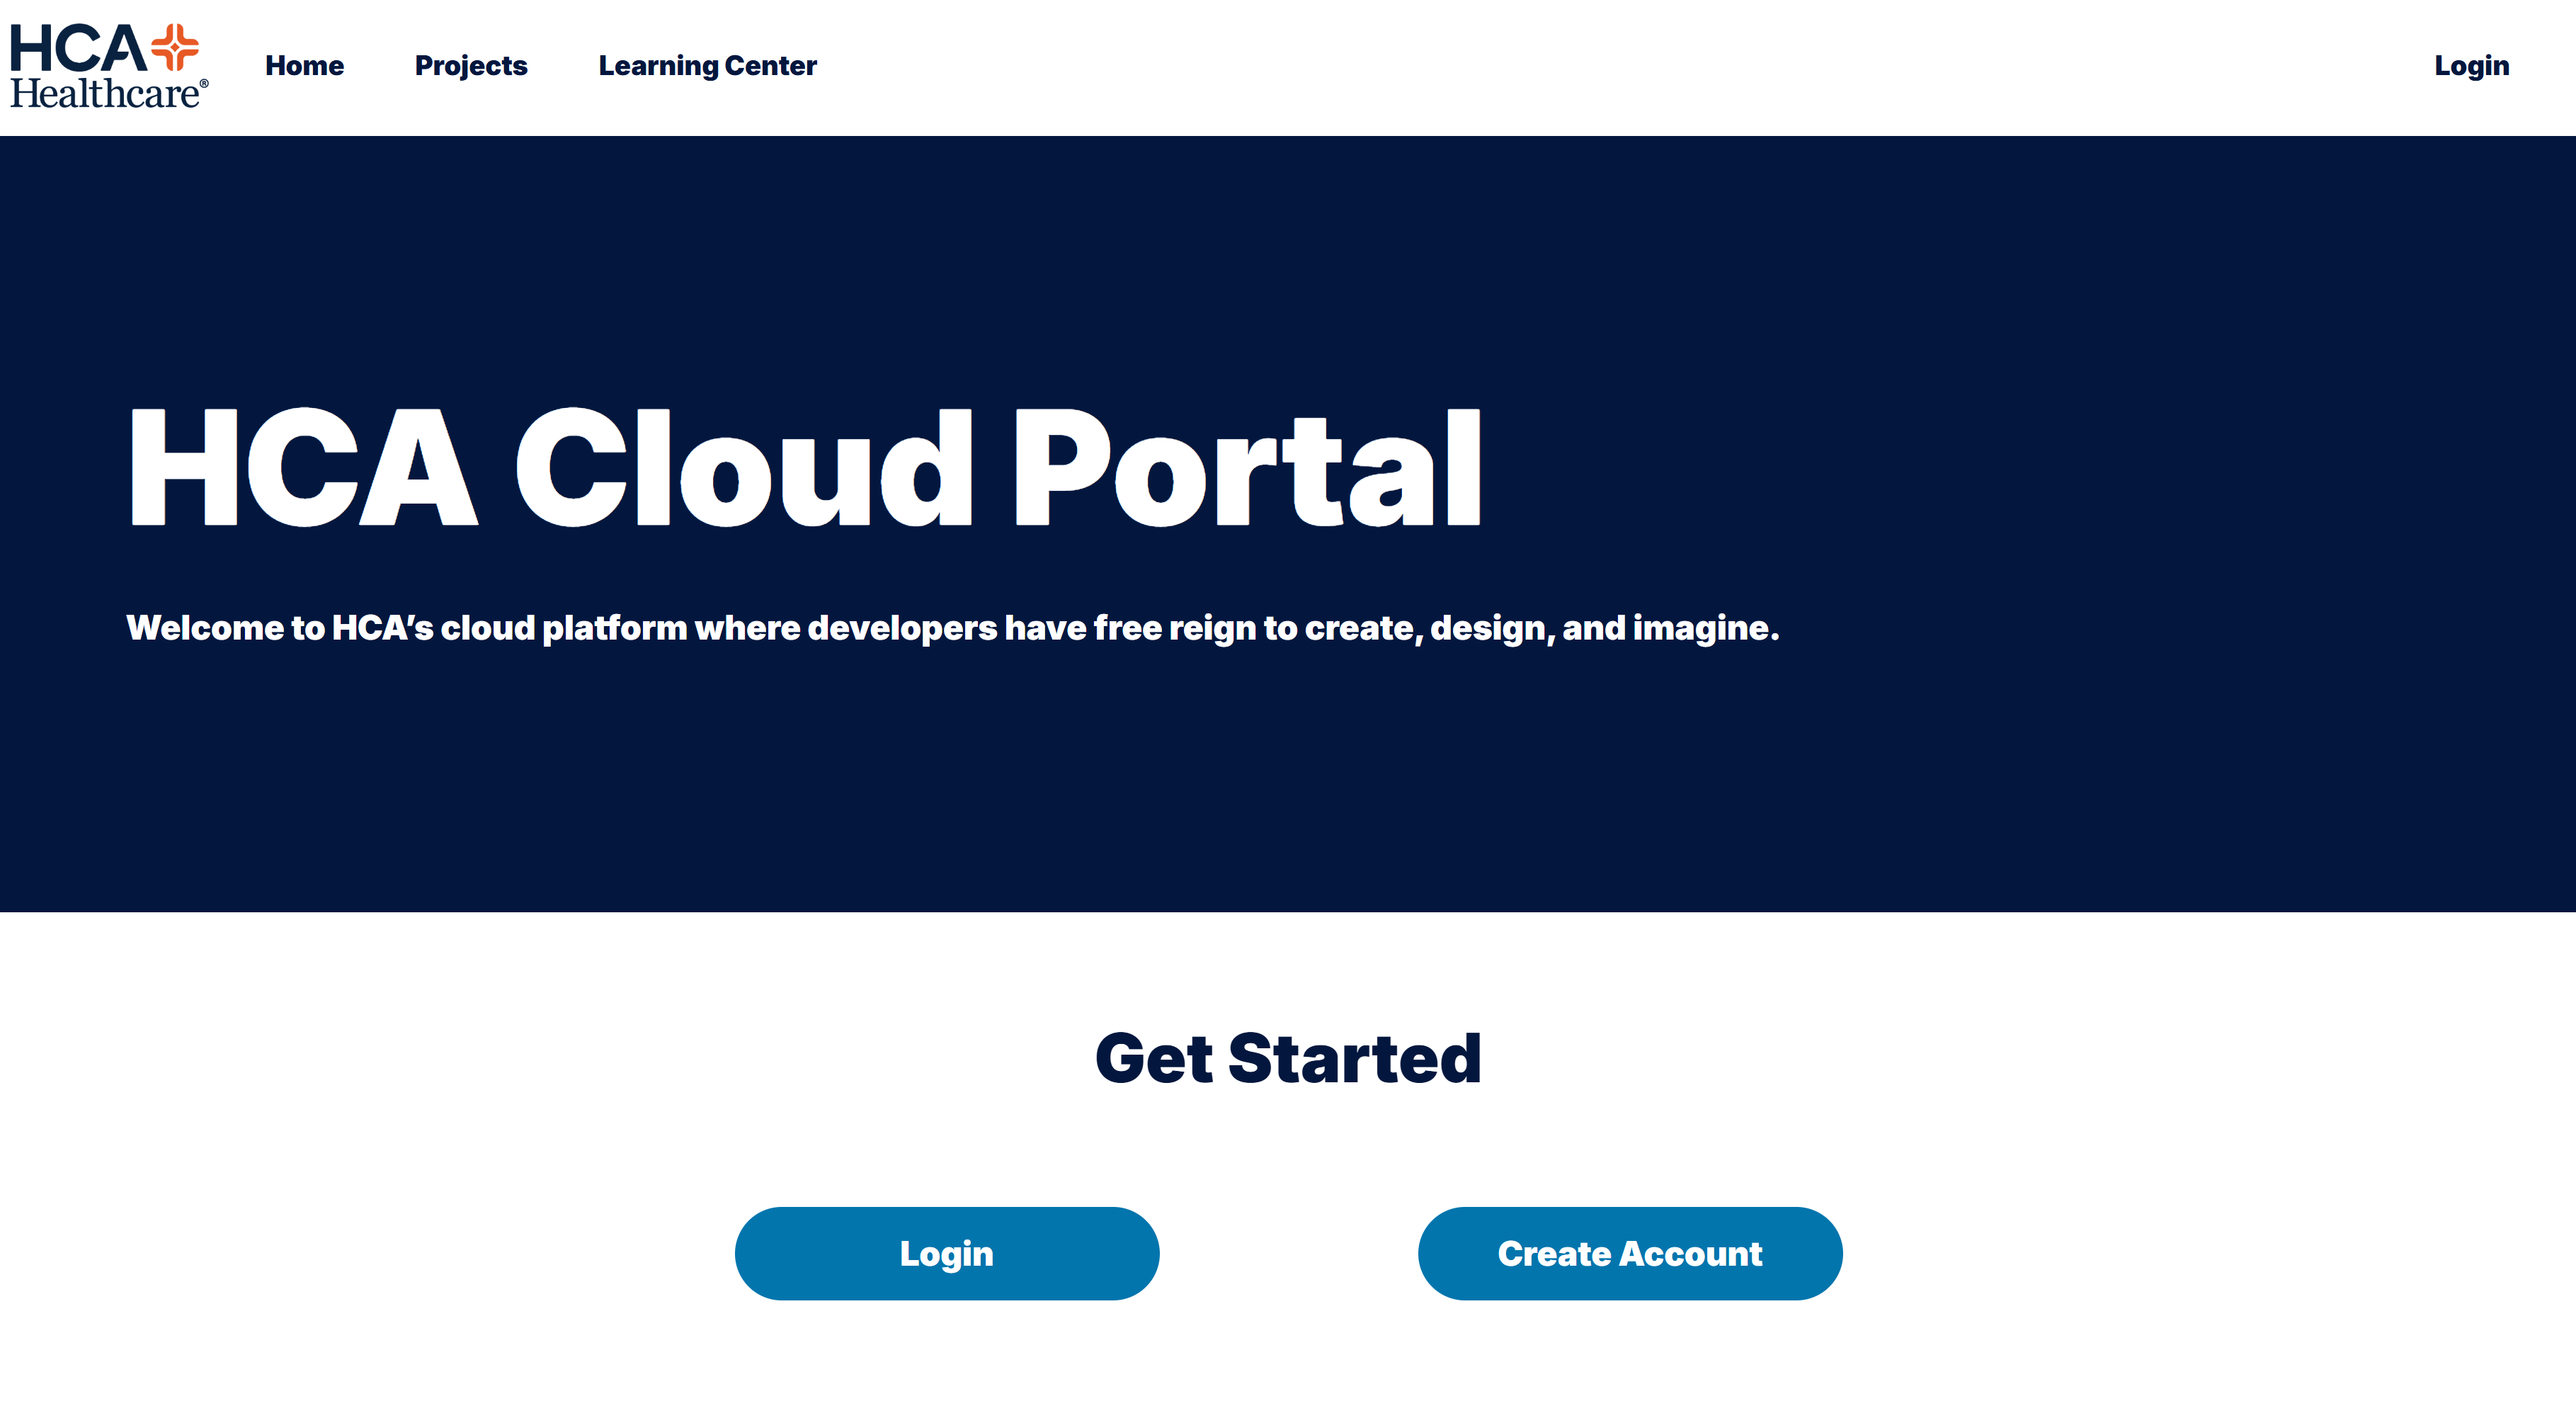 HCA
Healthcare®
Home
Projects
Learning Center
Login
HCA Cloud Portal
Welcome to HCA’s cloud platform where developers have free reign to create, design, and imagine.
Get Started
Login
Create Account